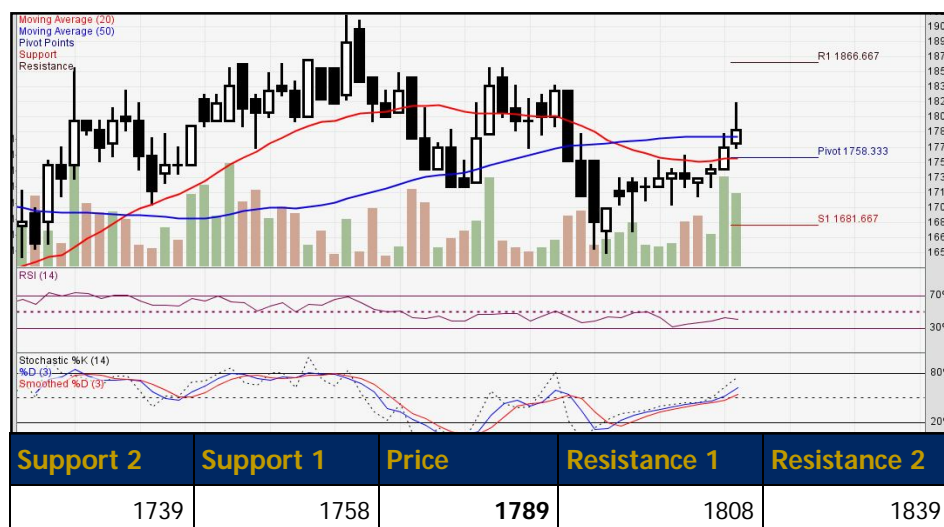 Moving Average (20)
Moving Average (50)
Pivot Points
Support
Resistance
R1 1866.667
Pivot 1758.333
S1 1681.667
RSI (14)
70%
30%
Stochastic %K (14)
%D (3)
Smoothed %D (3)
80%
20%
Support 2 Support 1 Price Resistance 1 Resistance 2
1739 1758 1789 1808 1839